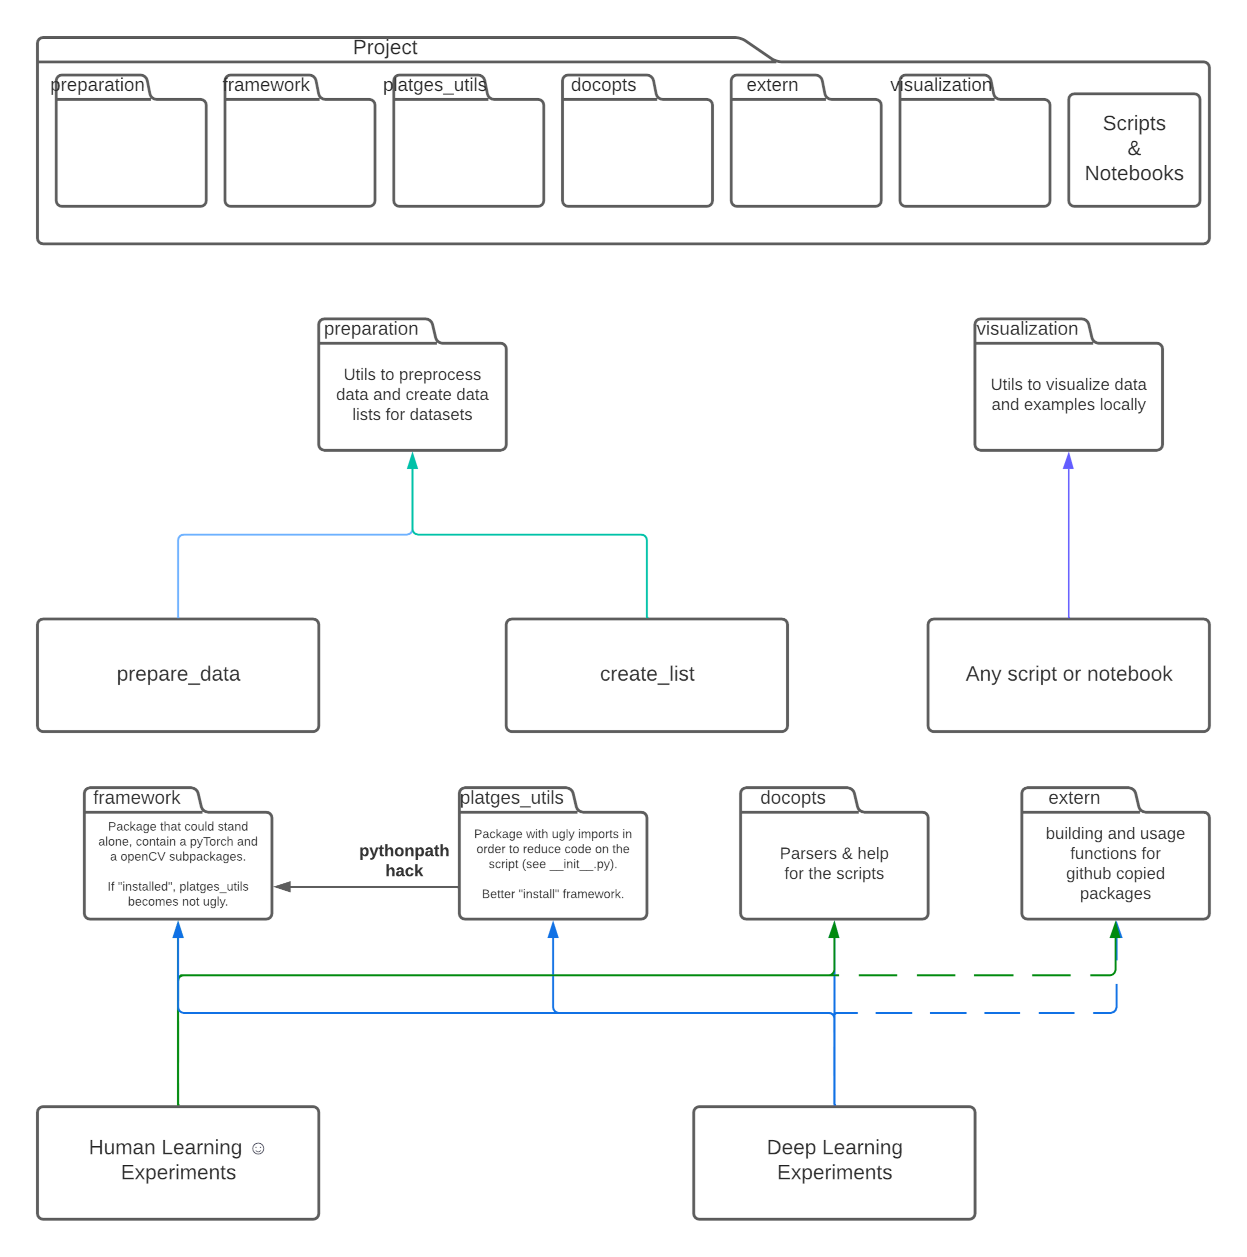 Project
preparation
framework
platges_utils
docopts
extern
visualization
Scripts
&
Notebooks
preparation
Utils to preprocess
data and create data
lists for datasets
visualization
Utils to visualize data
and examples locally
prepare_data
create_list
Any script or notebook
framework
Package that could stand
alone, contain a pyTorch and
a openCV subpackages.
If "installed", platges_utils
becomes not ugly.
pythonpath
hack
platges_utils
Package with ugly imports in
order to reduce code on the
script (see __init__.py).
Better "install" framework.
docopts
Parsers & help
for the scripts
extern
building and usage
functions for
github copied
packages
Human Learning ☺
Experiments
Deep Learning
Experiments